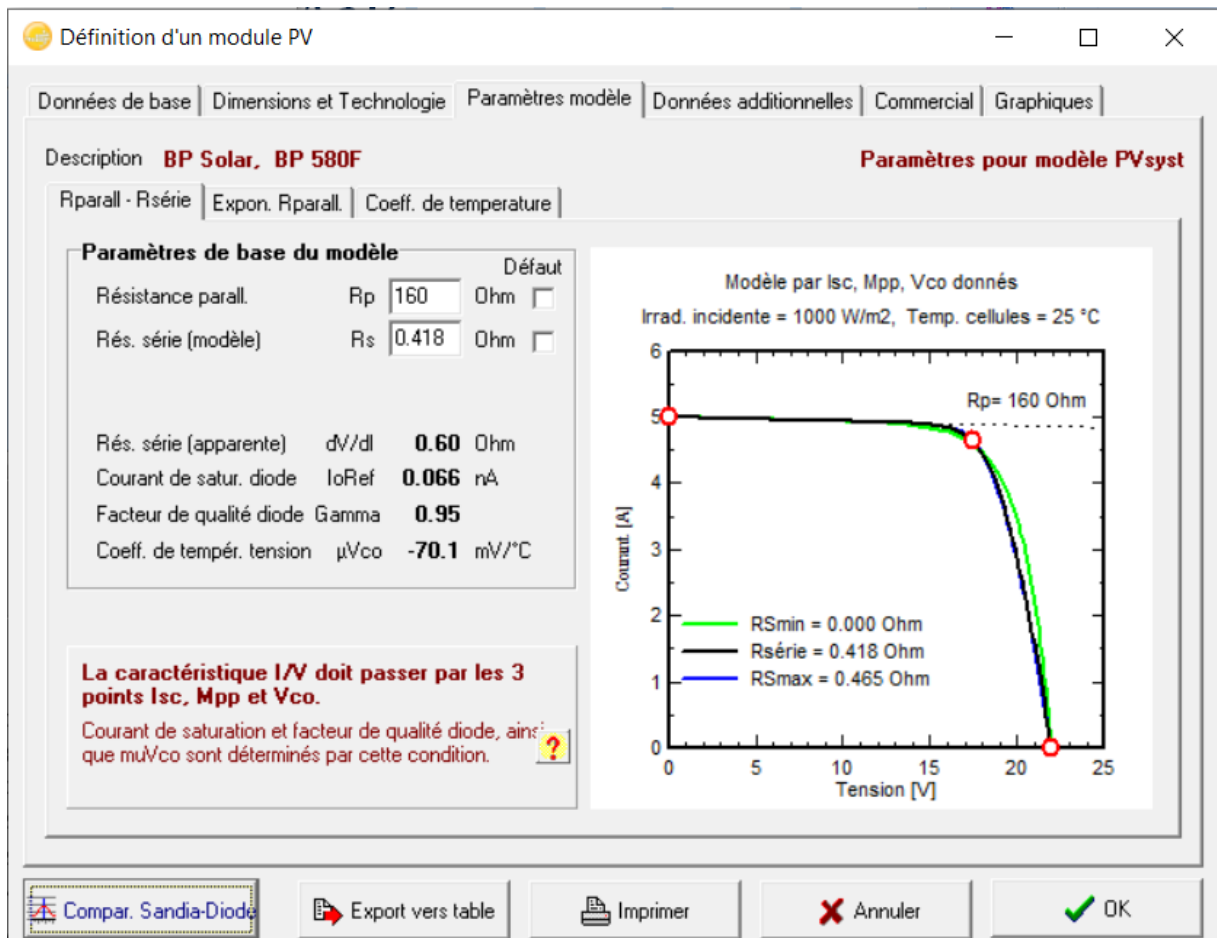 Définition d'un module PV
Données de base
Dimensions et Technologie
Paramètres modèle
Données additionnelles
Commercial
Graphiques
Description BP Solar, BP 580F
Paramètres pour modèle PVsyst
Rparall - Rsérie
Expon. Rparall.
Coeff. de temperature
Paramètres de base du modèle
Défaut
Résistance parall. Rp 160 Ohm
Rés. série (modèle) Rs 0.418 Ohm
Rés. série (apparente) dV/dI 0.60 Ohm
Courant de satur. diode IoRef 0.066 nA
Facteur de qualité diode Gamma 0.95
Coeff. de tempér. tension µVco -70.1 mV/°C
La caractéristique I/V doit passer par les 3
points Isc, Mpp et Vco.
Courant de saturation et facteur de qualité diode, ains
que muVco sont déterminés par cette condition.
?
Modèle par Isc, Mpp, Vco donnés
Irrad. incidente = 1000 W/m2, Temp. cellules = 25 °C
6
5
4
3
2
1
0
Courant. [A]
Rp= 160 Ohm
RSmin = 0.000 Ohm
Rsérie = 0.418 Ohm
RSmax = 0.465 Ohm
0 5 10 15 20 25
Tension [V]
Compar. Sandia-Diode
Export vers table
Imprimer
Annuler
OK